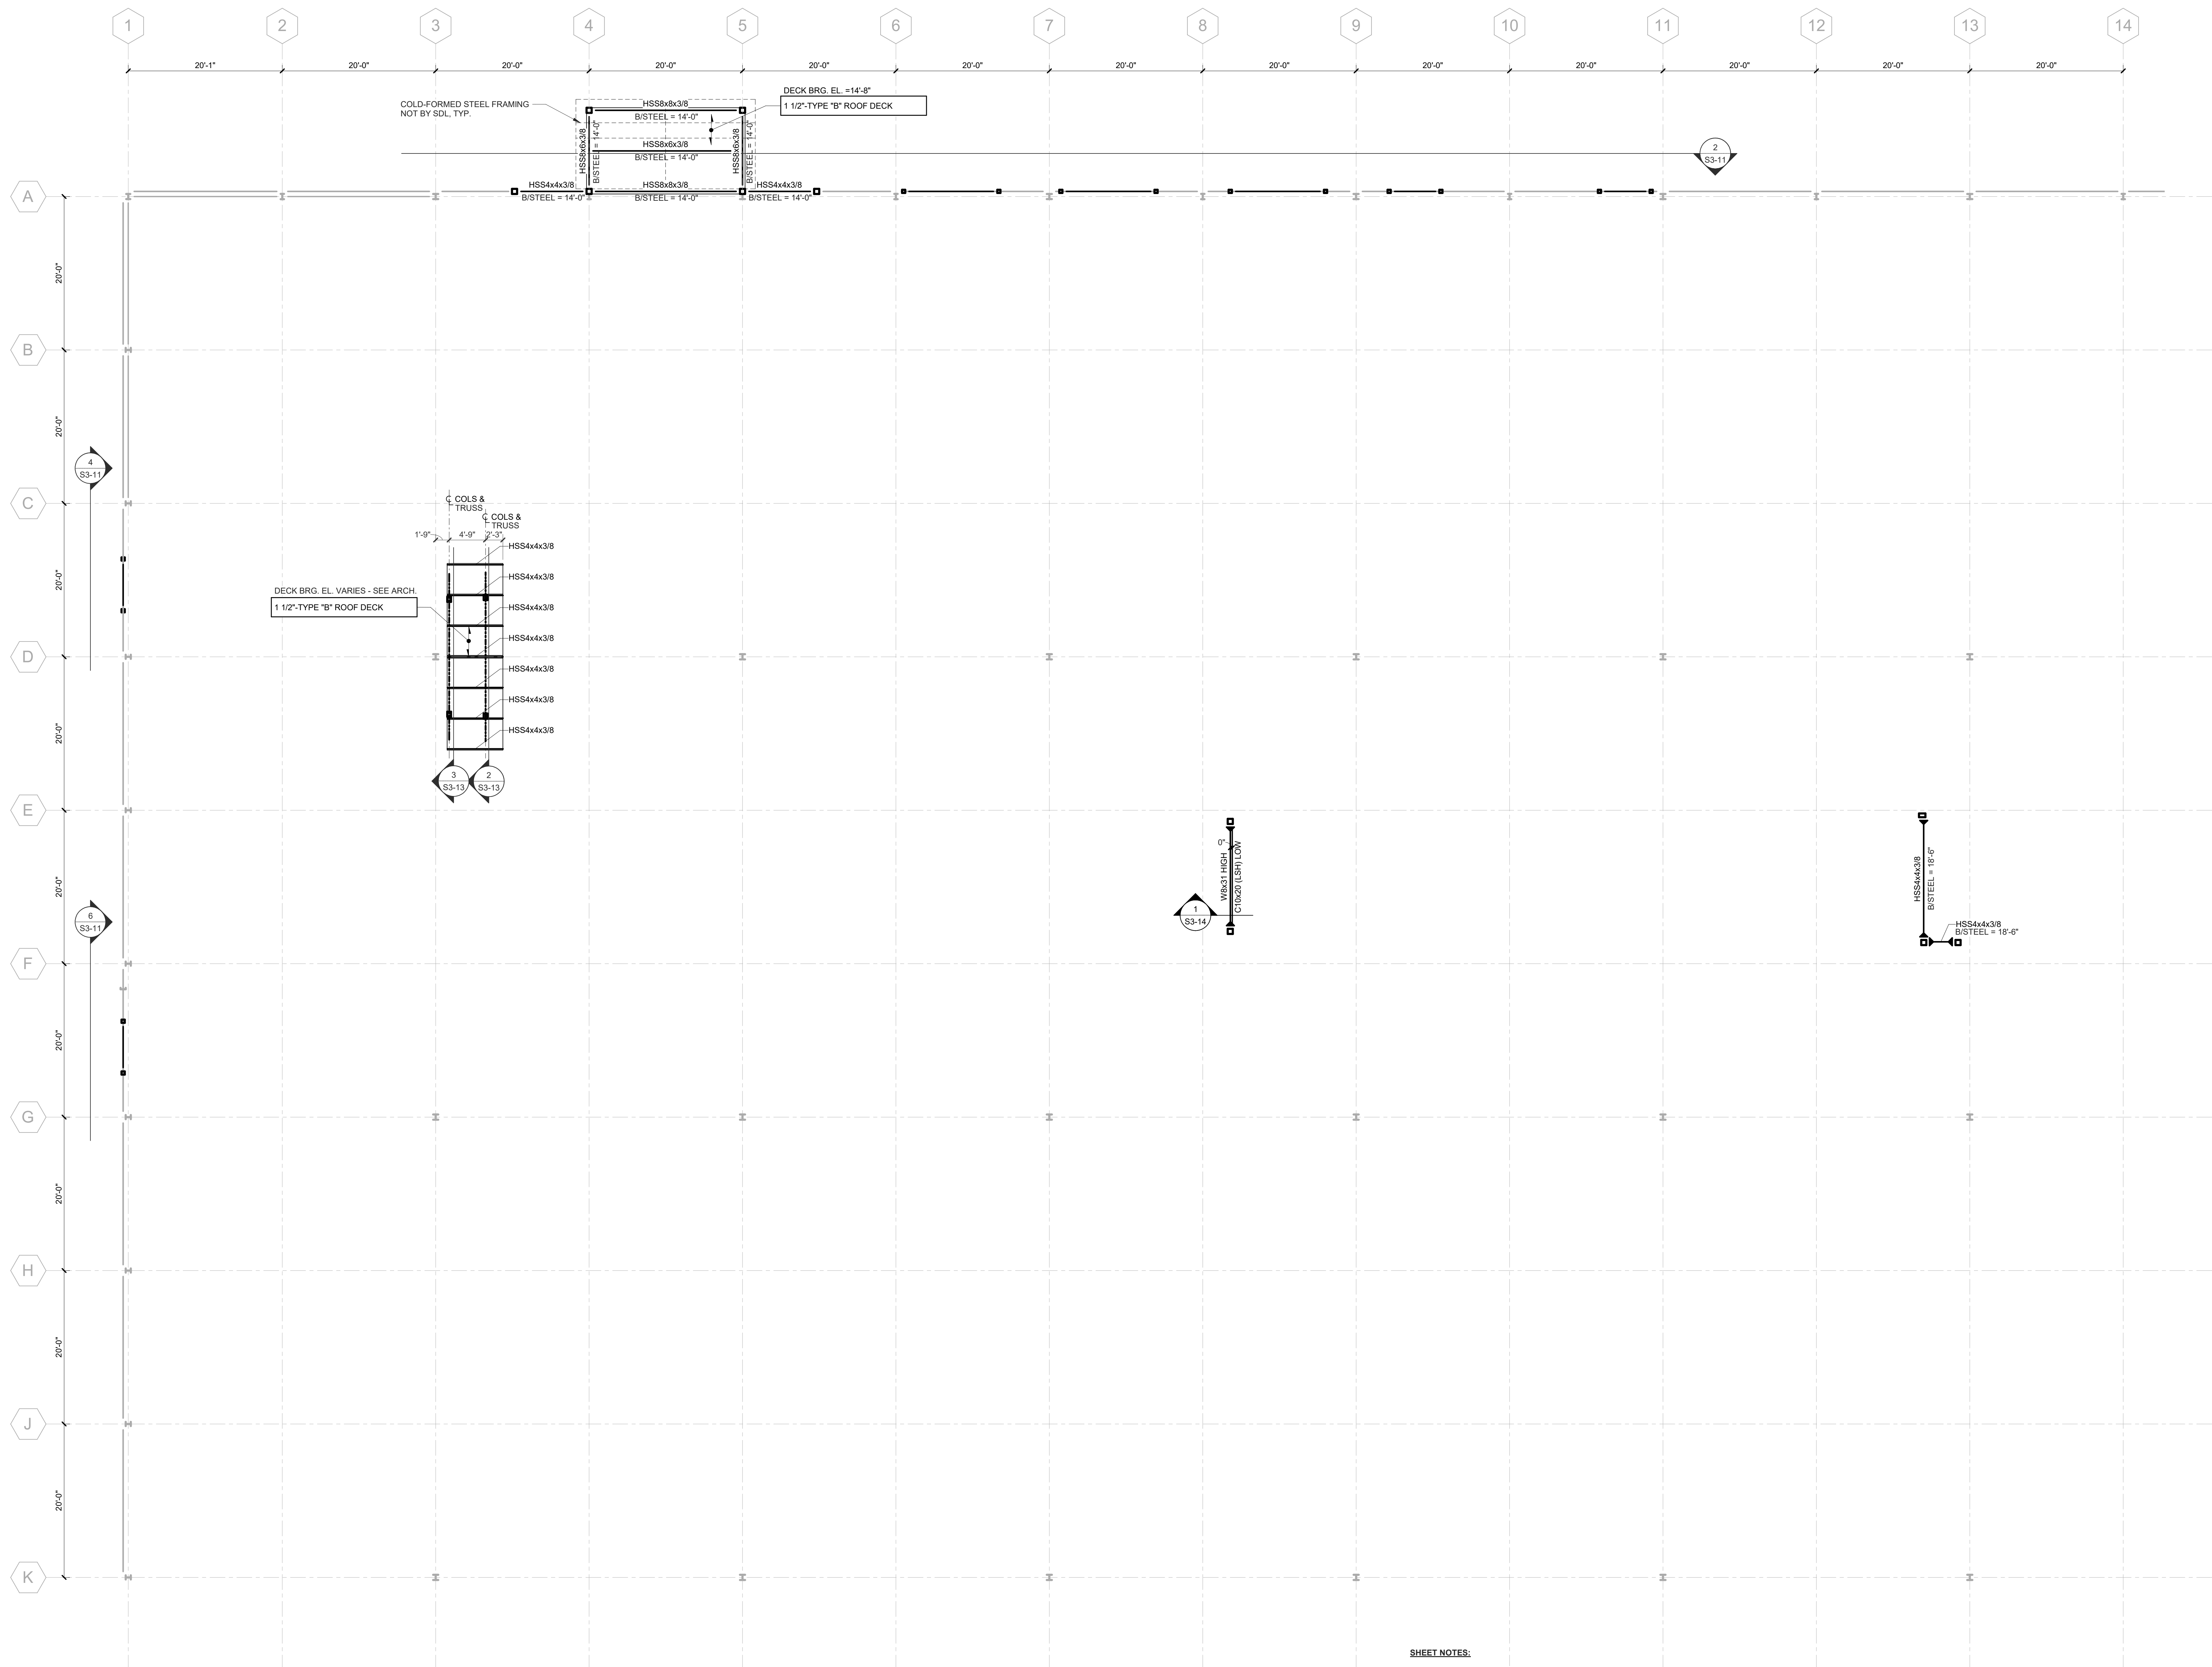 1
2
3
4
5
6
7
8
9
10
11
12
13
14
20'-1"
20'-0"
20'-0"
20'-0"
20'-0"
20'-0"
20'-0"
20'-0"
20'-0"
20'-0"
20'-0"
20'-0"
20'-0"
COLD-FORMED STEEL FRAMING
NOT BY SDL, TYP.
DECK BRG. EL. =14'-8"
1 1/2"-TYPE "B" ROOF DECK
HSS8x8x3/8
B/STEEL = 14'-0"
HSS8x6x3/8
B/STEEL = 14'-0"
HSS8x6x3/8
B/STEEL = 14'-0"
HSS8x6x3/8
B/STEEL = 14'-0"
2
S3-11
HSS4x4x3/8
B/STEEL = 14'-0"
HSS8x8x3/8
B/STEEL = 14'-0"
HSS4x4x3/8
B/STEEL = 14'-0"
A
20'-0"
B
20'-0"
4
S3-11
C
20'-0"
COLS &
TRUSS
COLS &
TRUSS
1'-9"
4'-9"
2'-3"
HSS4x4x3/8
HSS4x4x3/8
HSS4x4x3/8
HSS4x4x3/8
HSS4x4x3/8
HSS4x4x3/8
HSS4x4x3/8
DECK BRG. EL. VARIES - SEE ARCH.
1 1/2"-TYPE "B" ROOF DECK
D
20'-0"
3
S3-13
2
S3-13
E
20'-0"
0"
W8x31 HIGH
C10x20 (LSH) LOW
1
S3-14
HSS4x4x3/8
B/STEEL = 18'-6"
HSS4x4x3/8
B/STEEL = 18'-6"
6
S3-11
F
20'-0"
G
20'-0"
H
20'-0"
J
20'-0"
K
SHEET NOTES: